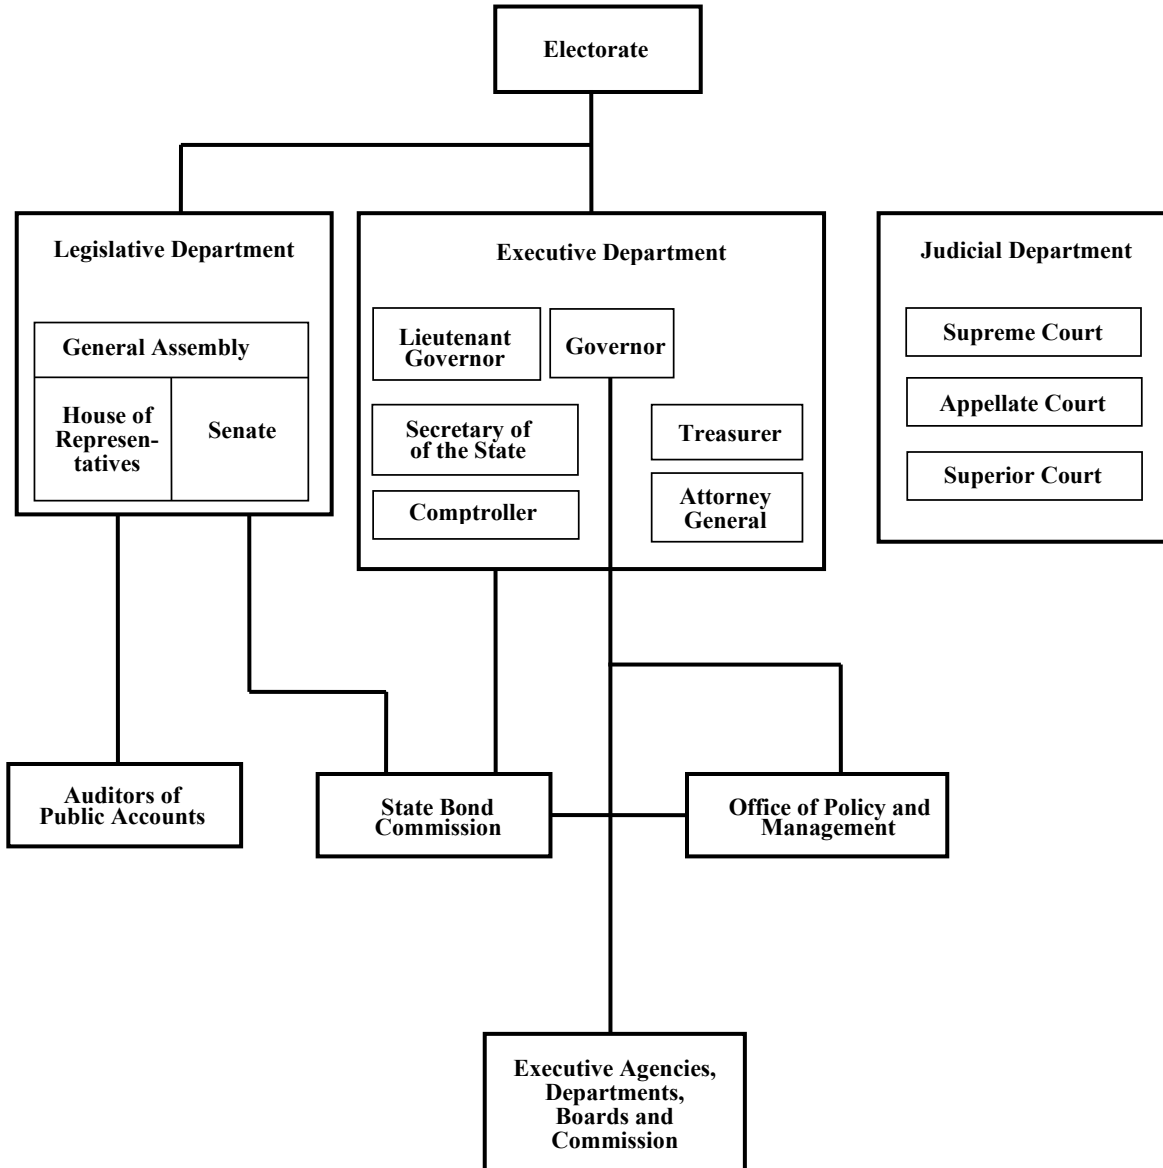 Electorate
Legislative Department
General Assembly
House of
Represen-
tatives
Senate
Executive Department
Lieutenant
Governor
Governor
Secretary of
of the State
Treasurer
Comptroller
Attorney
General
Judicial Department
Supreme Court
Appellate Court
Superior Court
Auditors of
Public Accounts
State Bond
Commission
Office of Policy and
Management
Executive Agencies,
Departments,
Boards and
Commission